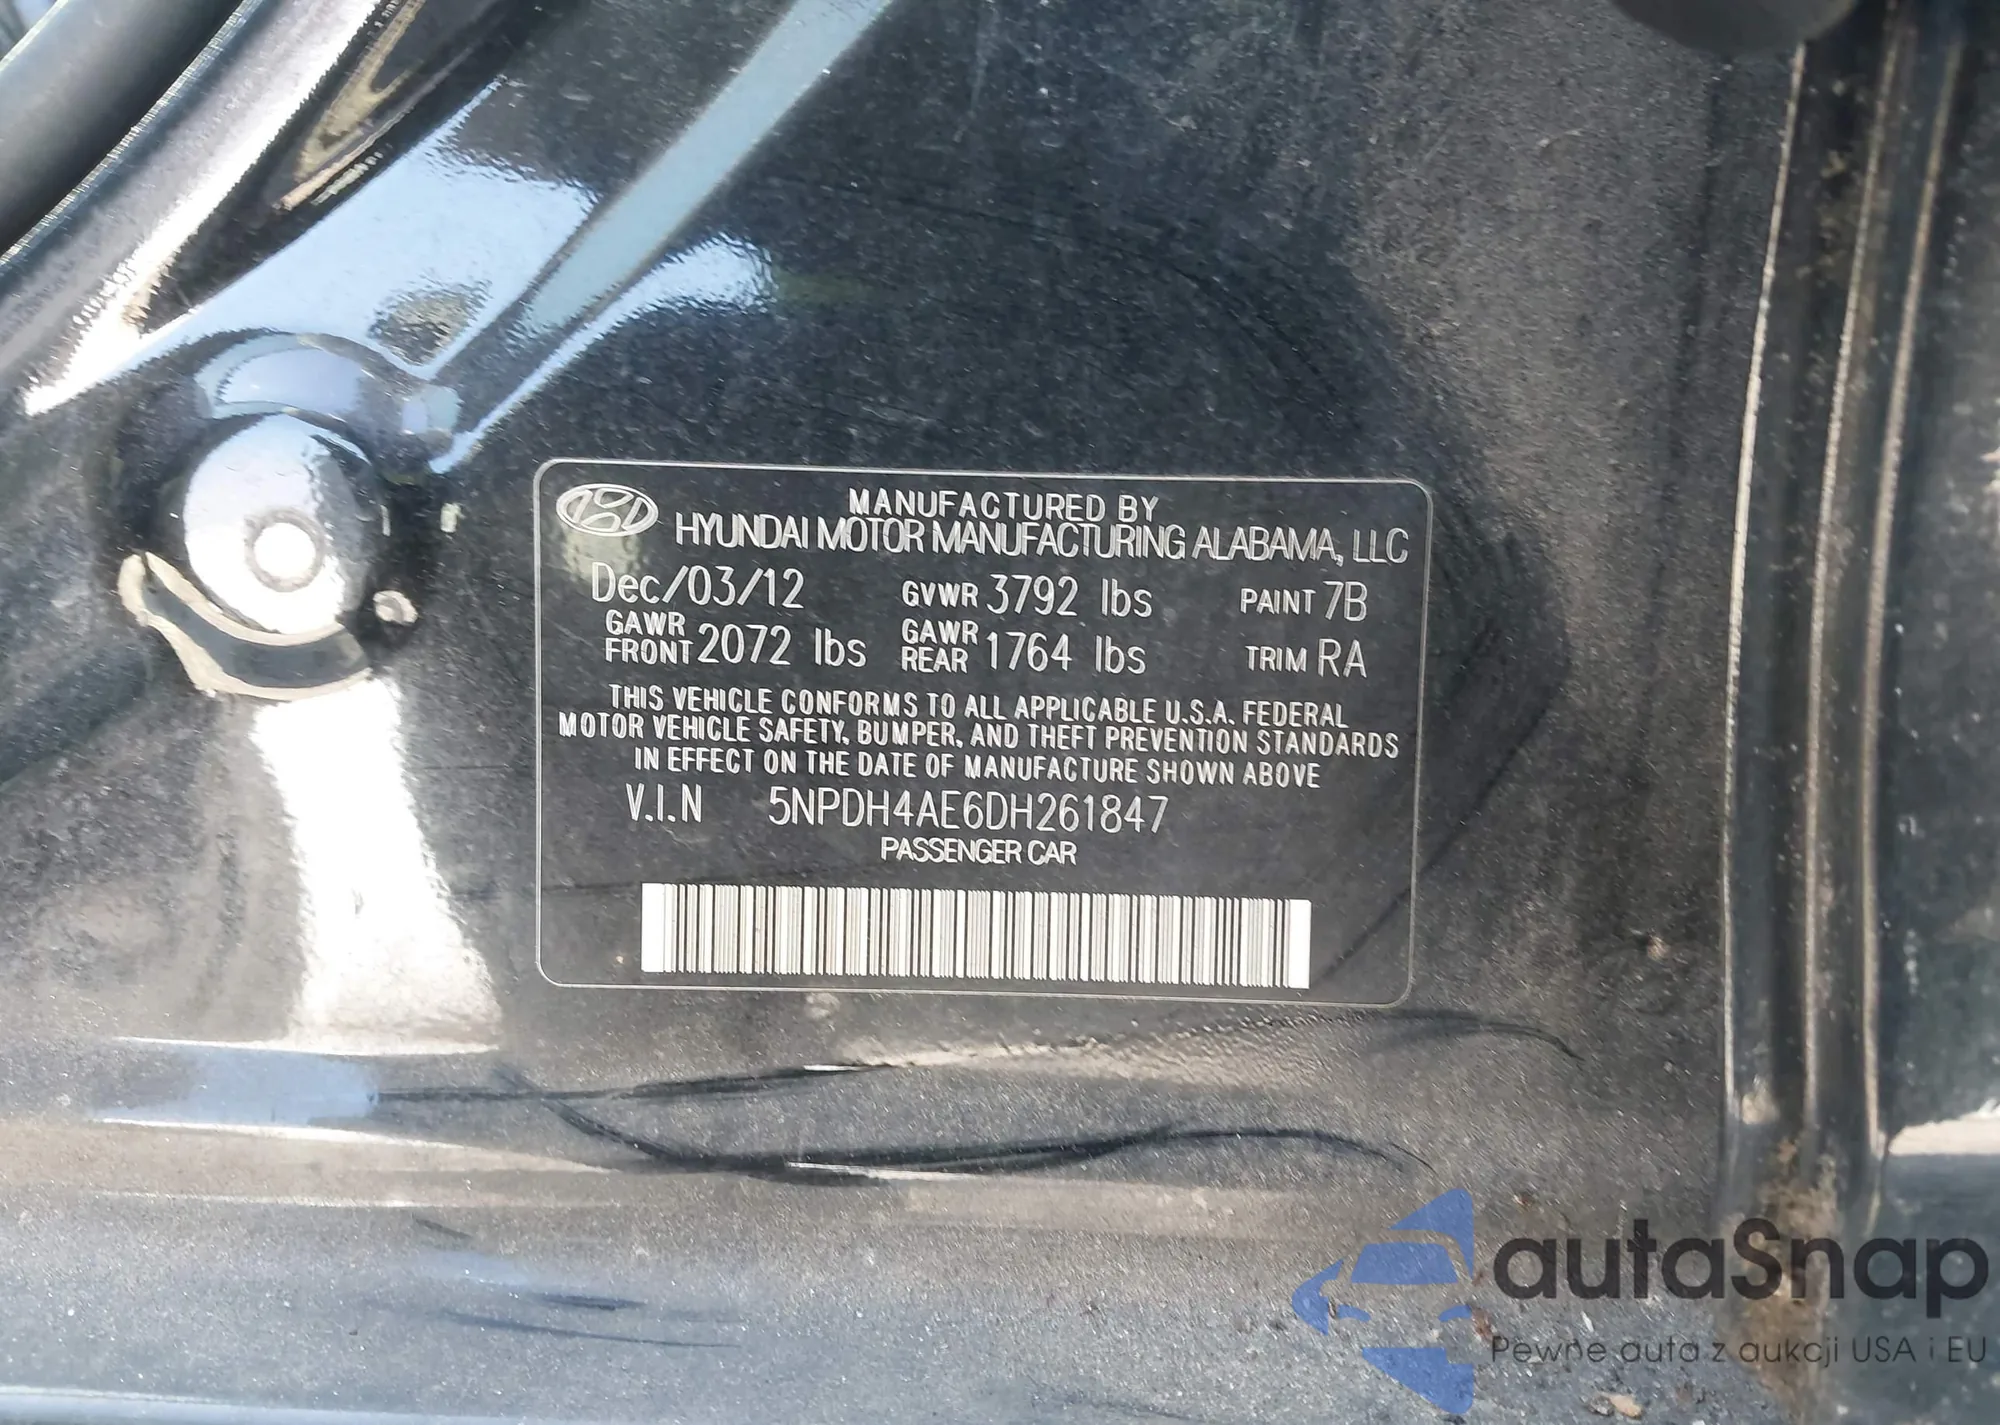 MANUFACTURED BY
HYUNDAI MOTOR MANUFACTURING ALABAMA, LLC
Dec/03/12 GVWR 3792 lbs PAINT 7B
GAWR FRONT 2072 lbs GAWR REAR 1764 lbs TRIM RA
THIS VEHICLE CONFORMS TO ALL APPLICABLE U.S.A. FEDERAL
MOTOR VEHICLE SAFETY, BUMPER, AND THEFT PREVENTION STANDARDS
IN EFFECT ON THE DATE OF MANUFACTURE SHOWN ABOVE
V.I.N 5NPDH4AE6DH261847
PASSENGER CAR
autaSnap
Pewne auta z aukcji USA i EU